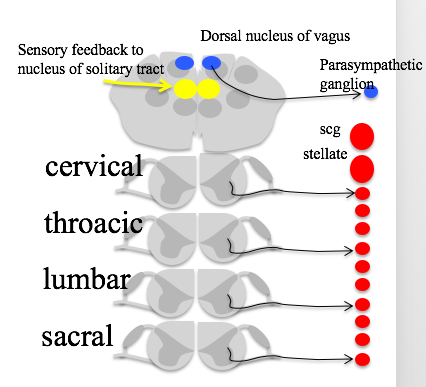 Dorsal nucleus of vagus
Sensory feedback to
nucleus of solitary tract
Parasympathetic
ganglion
scg
stellate
cervical
throacic
lumbar
sacral